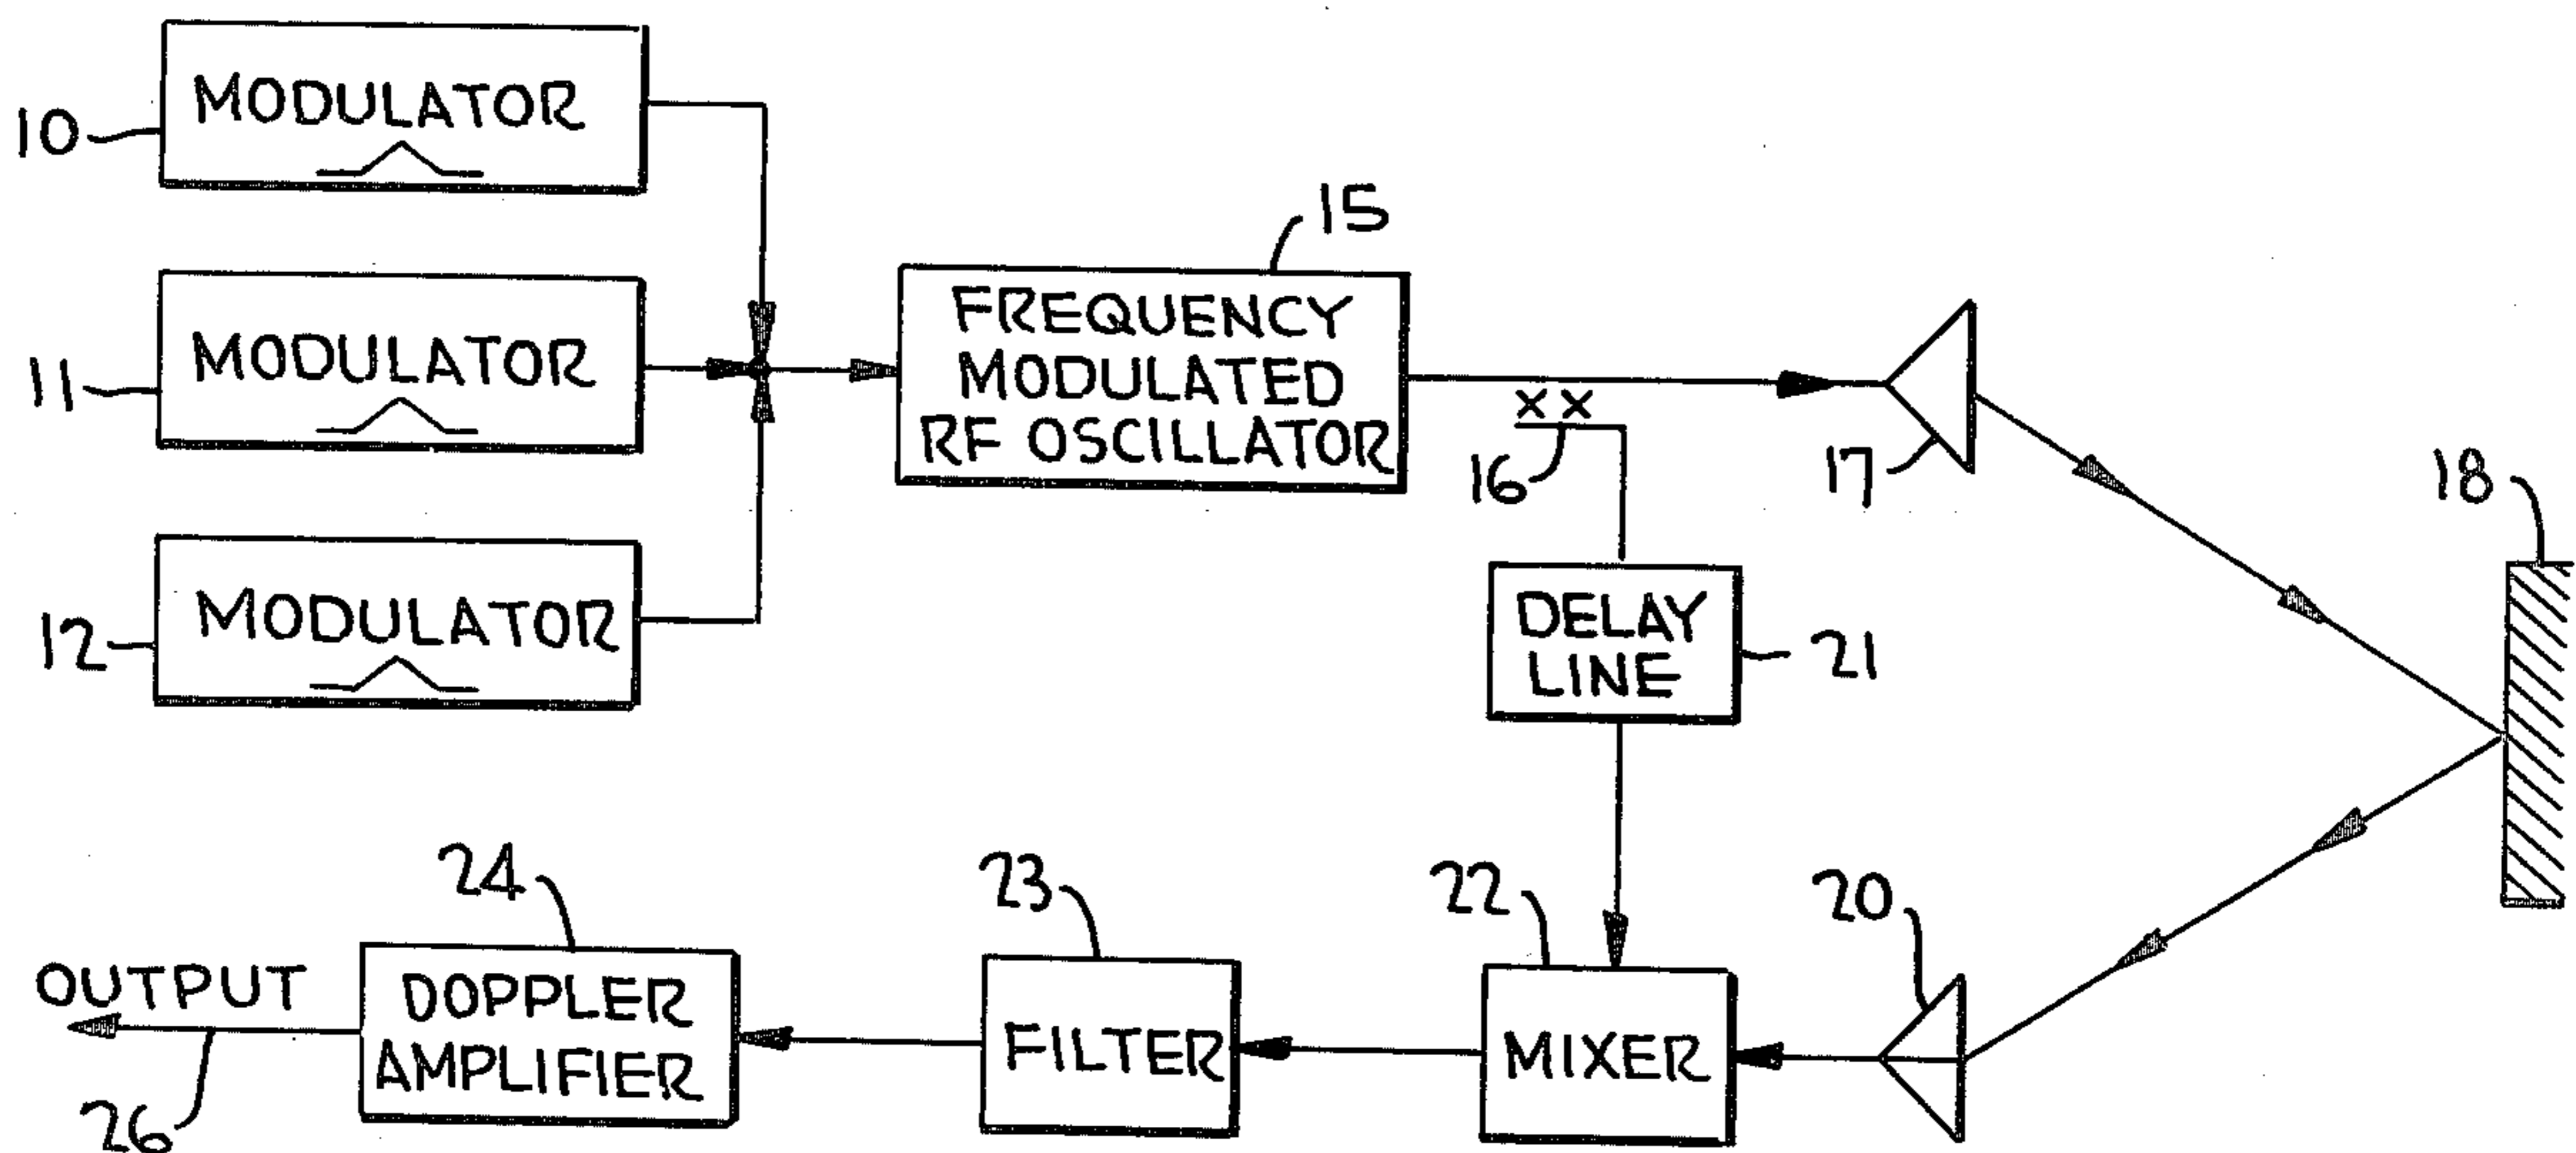 10
MODULATOR
11
MODULATOR
12
MODULATOR
15
FREQUENCY
MODULATED
RF OSCILLATOR
16
17
18
DELAY
LINE
21
20
22
MIXER
23
FILTER
24
DOPPLER
AMPLIFIER
OUTPUT
26